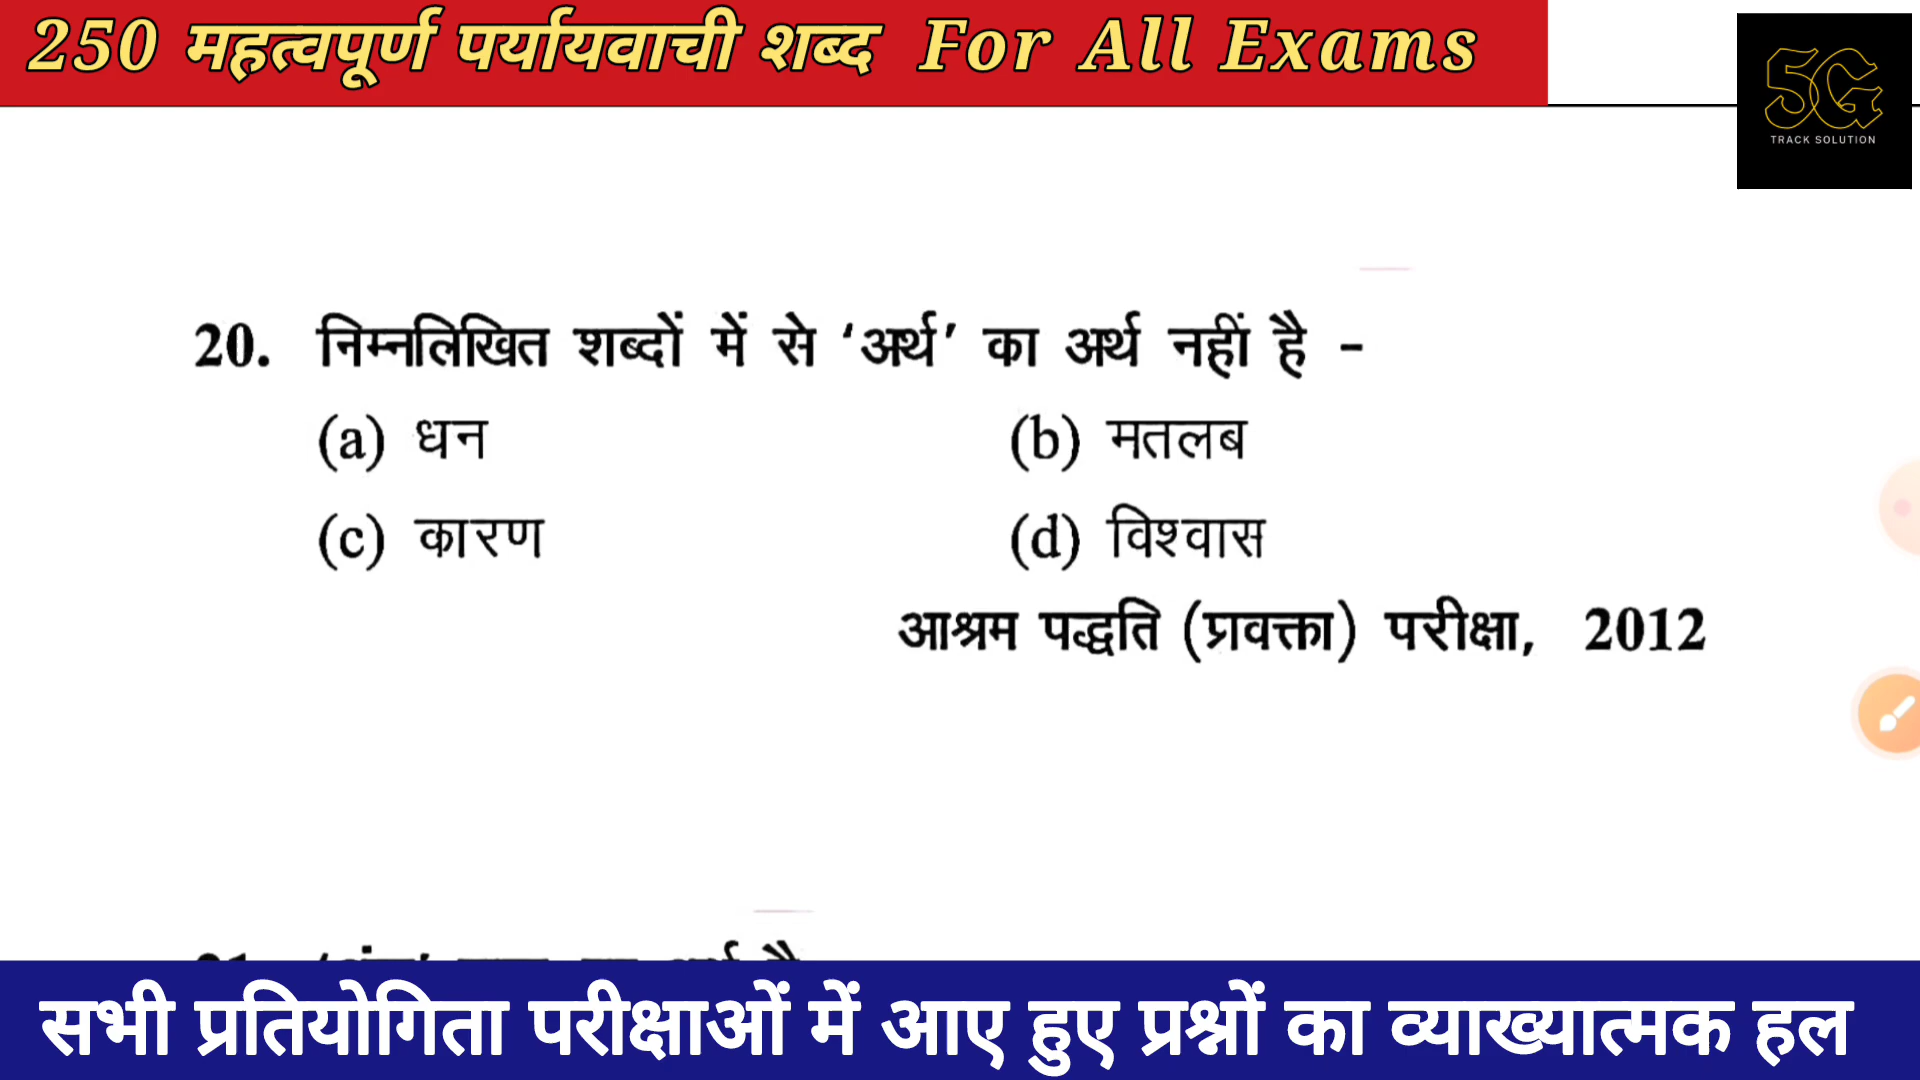 250 महत्वपूर्ण पर्यायवाची शब्द For All Exams
5G
TRACK SOLUTION
20. निम्नलिखित शब्दों में से ‘अर्थ’ का अर्थ नहीं है -
(a) धन (b) मतलब
(c) कारण (d) विश्वास
आश्रम पद्धति (प्रवक्ता) परीक्षा, 2012
सभी प्रतियोगिता परीक्षाओं में आए हुए प्रश्नों का व्याख्यात्मक हल